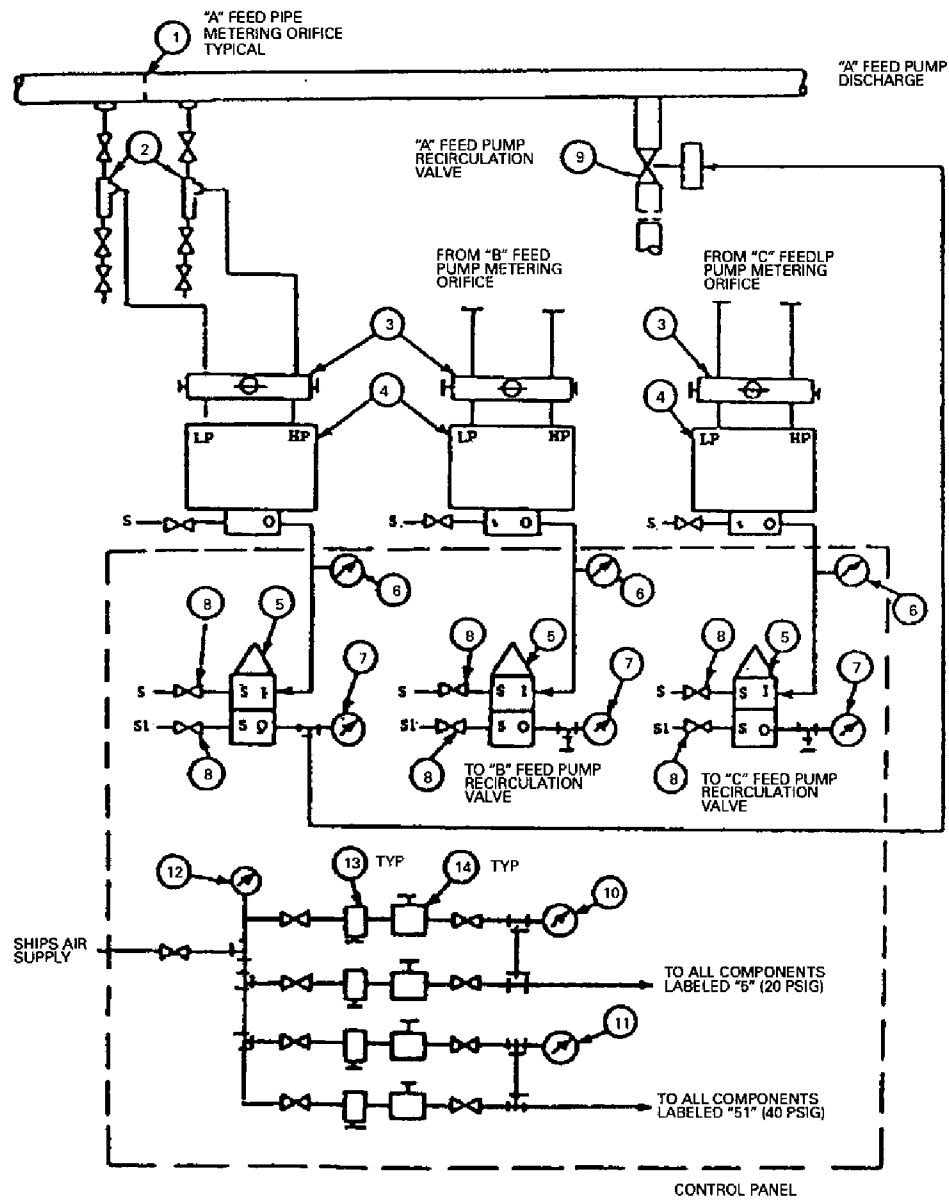 "A" FEED PIPE
METERING ORIFICE
TYPICAL
1
"A" FEED PUMP
DISCHARGE
2
"A" FEED PUMP
RECIRCULATION
VALVE
9
FROM "B" FEED
PUMP METERING
ORIFICE
FROM "C" FEEDLP
PUMP METERING
ORIFICE
3
3
4
4
LP HP
LP HP
LP HP
S O
S. O
S. O
6
6
6
8 5
8 5
8 5
7
7
7
S S I
S S I
S S I
S1 S O
S1 S O
S1 S O
8
8
8
TO "B" FEED PUMP
RECIRCULATION
VALVE
TO "C" FEED PUMP
RECIRCULATION
VALVE
12
13 TYP
14 TYP
10
SHIPS AIR
SUPPLY
TO ALL COMPONENTS
LABELED "5" (20 PSIG)
11
TO ALL COMPONENTS
LABELED "51" (40 PSIG)
CONTROL PANEL